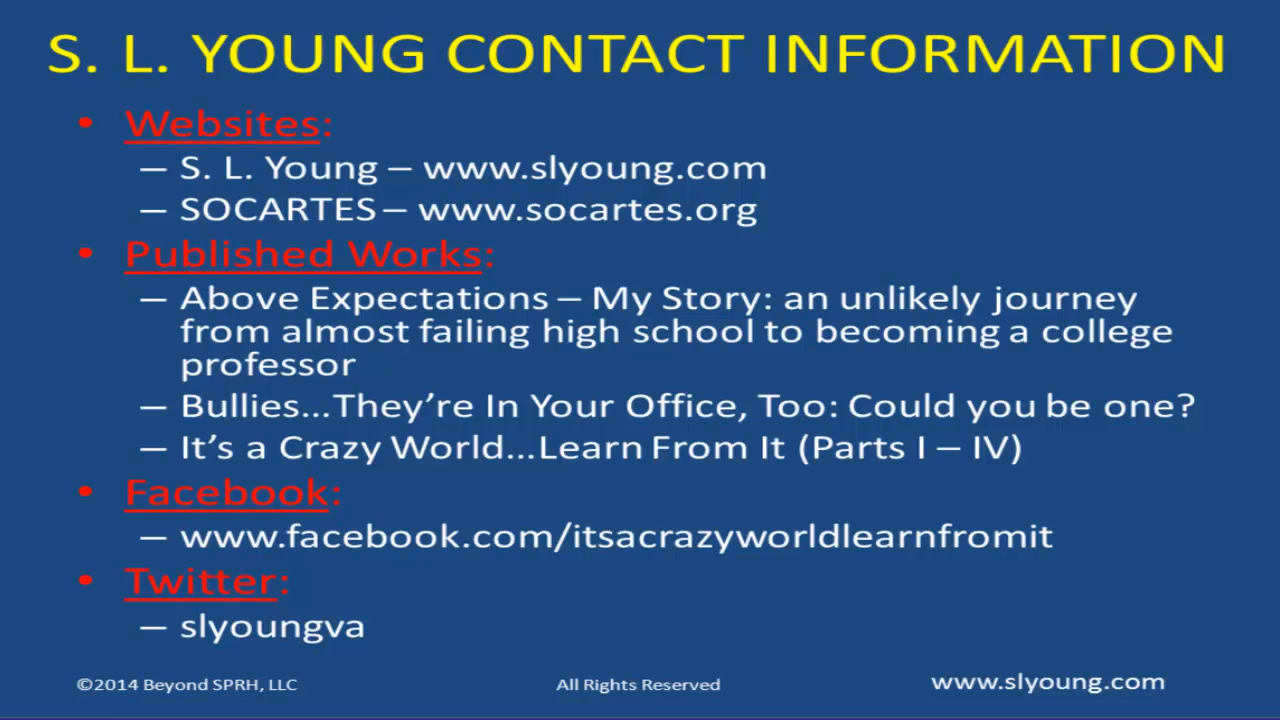 S. L. YOUNG CONTACT INFORMATION
• Websites:
– S. L. Young – www.slyoung.com
– SOCARTES – www.socartes.org
• Published Works:
– Above Expectations – My Story: an unlikely journey
from almost failing high school to becoming a college
professor
– Bullies...They’re In Your Office, Too: Could you be one?
– It’s a Crazy World...Learn From It (Parts I – IV)
• Facebook:
– www.facebook.com/itsacrazyworldlearnfromit
• Twitter:
– slyoungva
©2014 Beyond SPRH, LLC All Rights Reserved www.slyoung.com